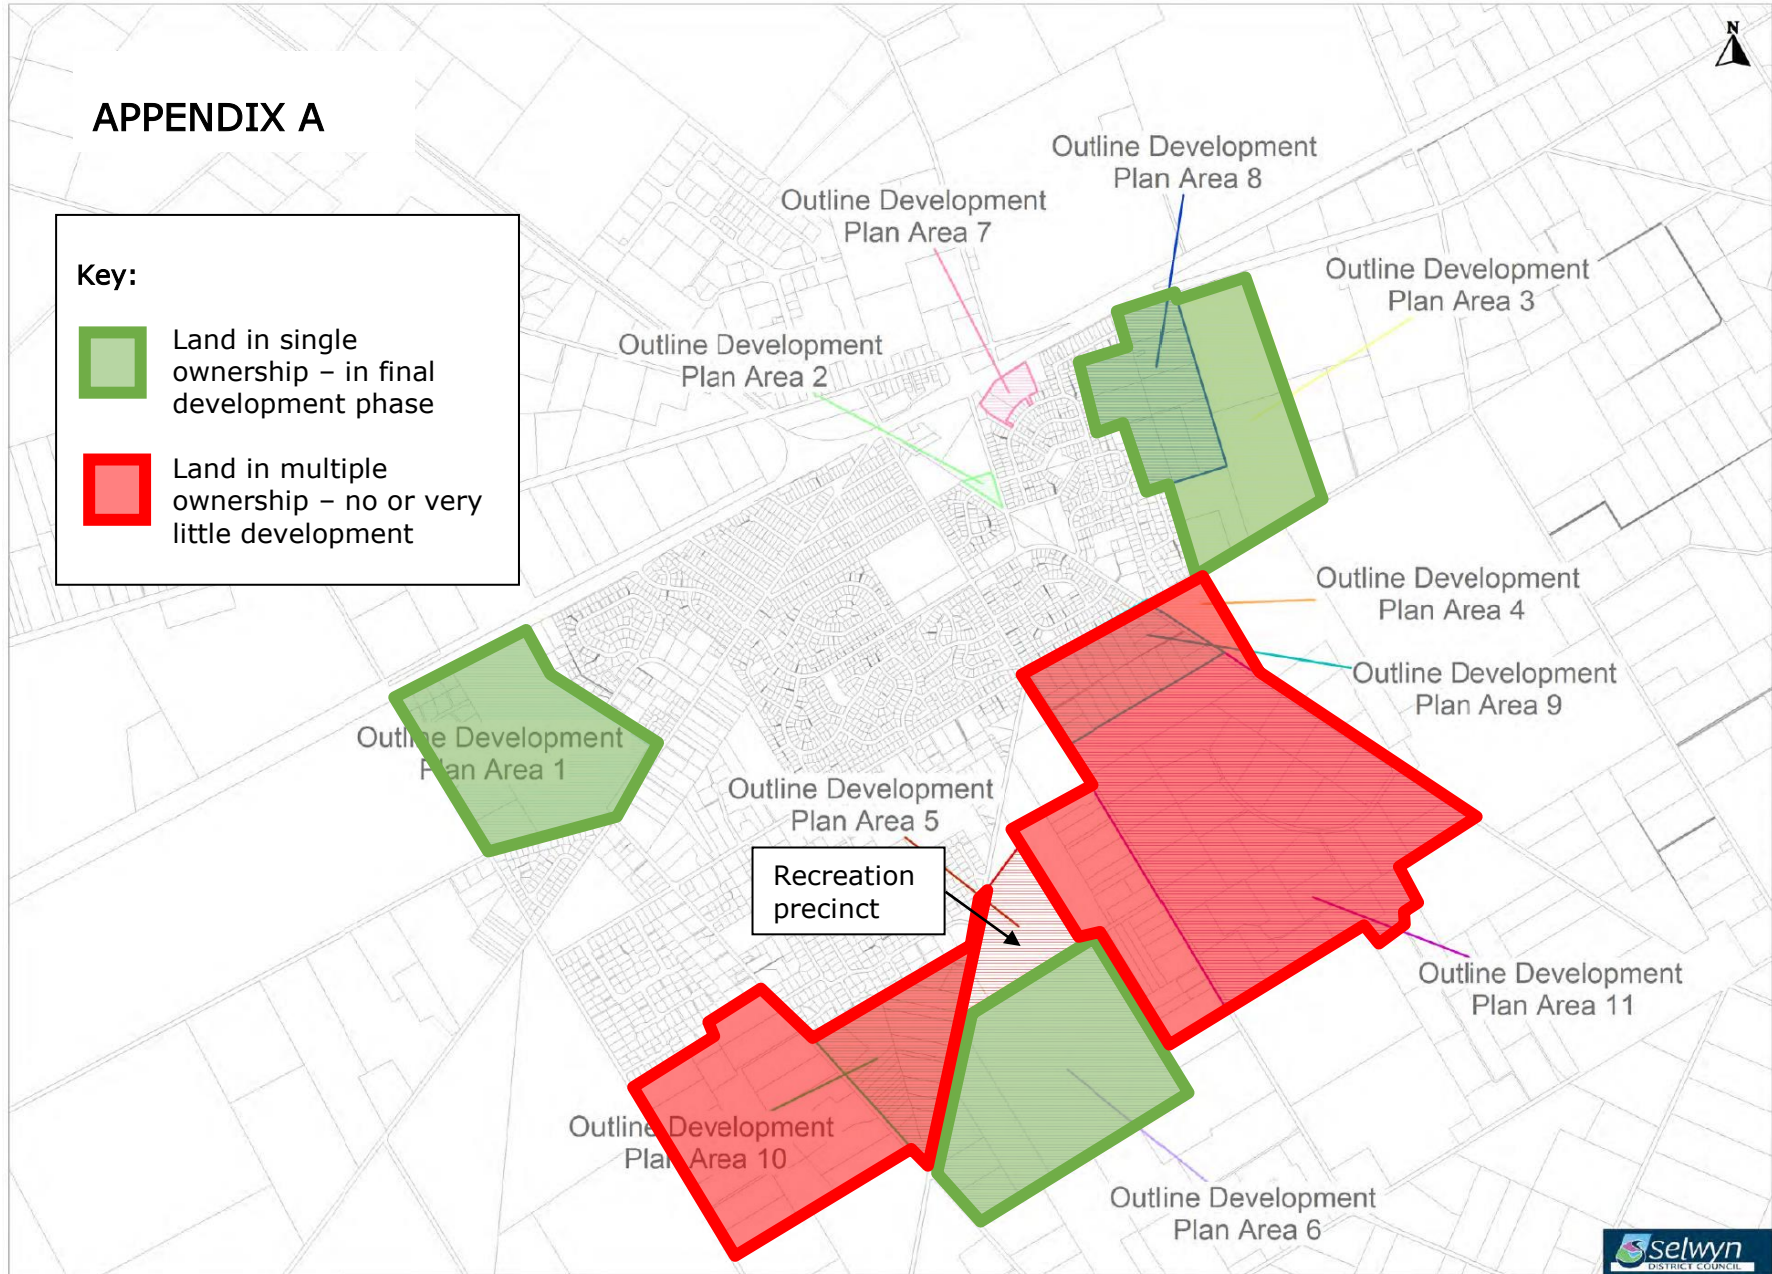 N
APPENDIX A
Key:
Land in single
ownership – in final
development phase
Land in multiple
ownership – no or very
little development
Outline Development
Plan Area 8
Outline Development
Plan Area 7
Outline Development
Plan Area 3
Outline Development
Plan Area 2
Outline Development
Plan Area 4
Outline Development
Plan Area 9
Outline Development
Plan Area 1
Outline Development
Plan Area 5
Recreation
precinct
Outline Development
Plan Area 11
Outline Development
Plan Area 10
Outline Development
Plan Area 6
selwyn
DISTRICT COUNCIL